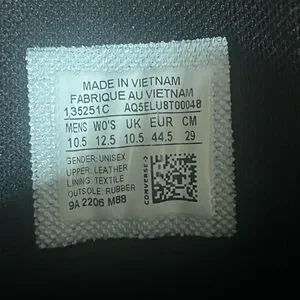 MADE IN VIETNAM
FABRIQUE AU VIETNAM
135251C AQ5ELU8T0048
MENS WO'S UK EUR CM
10.5 12.5 10.5 44.5 29
GENDER: UNISEX
UPPER: LEATHER
LINING: TEXTILE
OUTSOLE: RUBBER
9A 2206 M88
CONVERSE